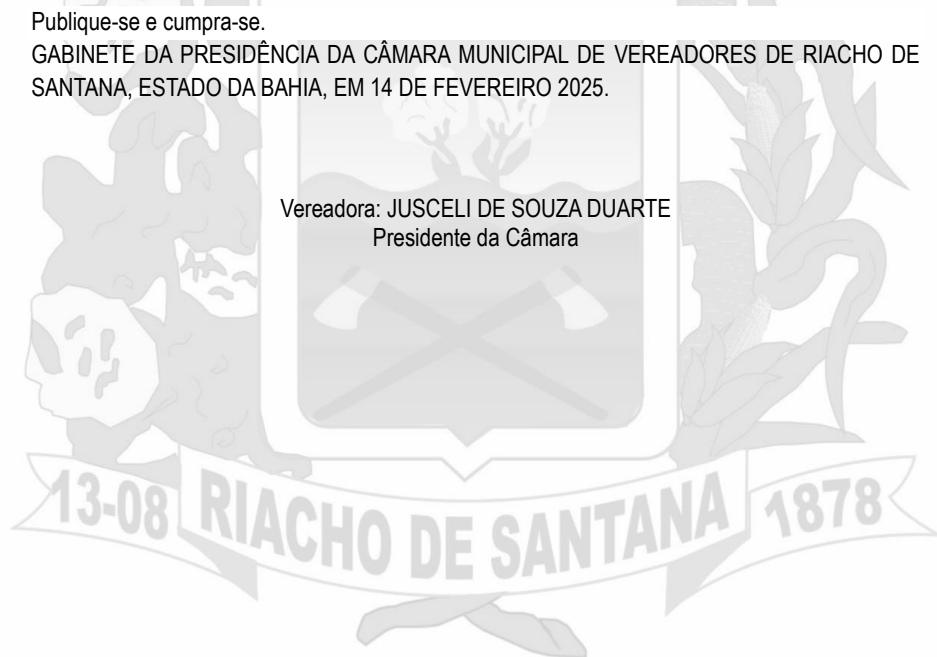 Publique-se e cumpra-se.
GABINETE DA PRESIDÊNCIA DA CÂMARA MUNICIPAL DE VEREADORES DE RIACHO DE
SANTANA, ESTADO DA BAHIA, EM 14 DE FEVEREIRO 2025.
Vereadora: JUSCELI DE SOUZA DUARTE
Presidente da Câmara
13-08 RIACHO DE SANTANA 1878